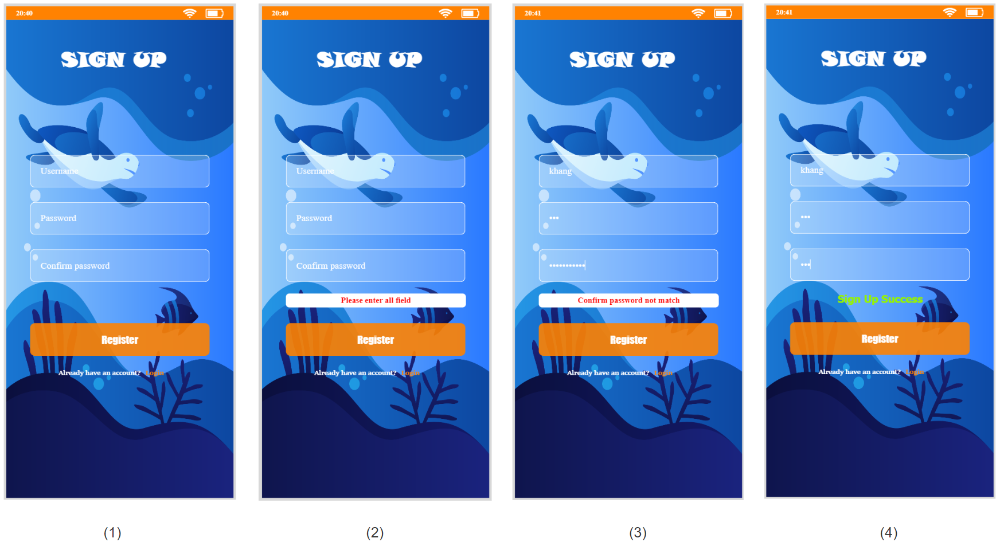 20:40
SIGN UP
Username
Password
Confirm password
Register
Already have an account? Login
(1)
20:40
SIGN UP
Username
Password
Confirm password
Please enter all field
Register
Already have an account? Login
(2)
20:41
SIGN UP
khang
•••
•••••••••••
Confirm password not match
Register
Already have an account? Login
(3)
20:41
SIGN UP
khang
•••
•••
Sign Up Success
Register
Already have an account? Login
(4)